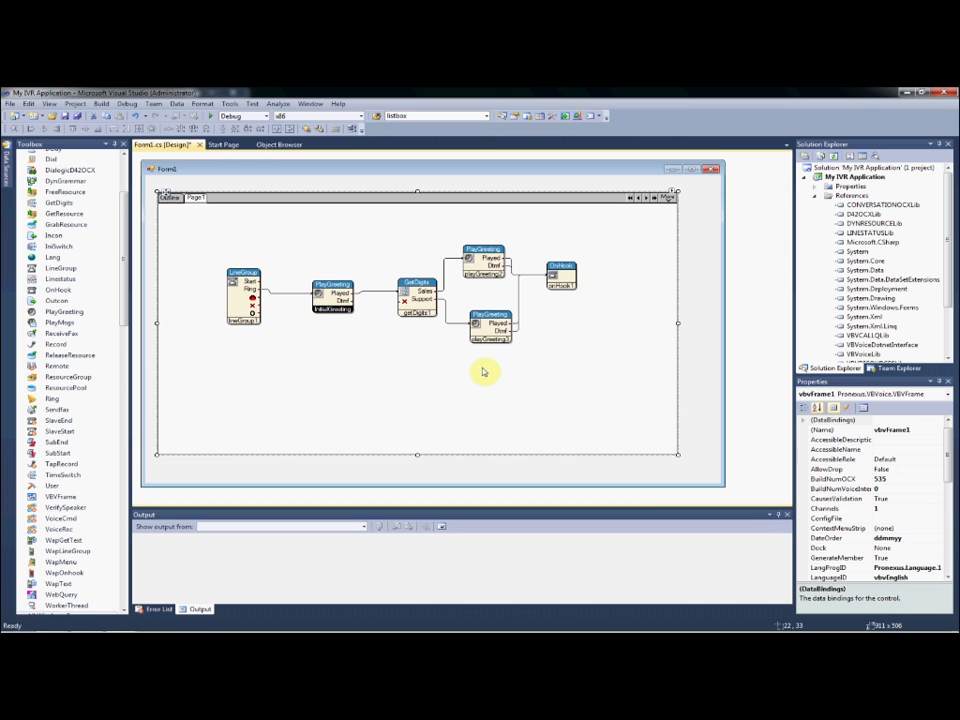 My IVR Application - Microsoft Visual Studio (Administrator)
File Edit View Project Build Debug Team Data Format Tools Test Analyze Window Help
Debug x86 listbox
Data Sources
Toolbox
Dial
DialogicD42OCX
DynGrammar
FreeResource
GetDigits
GetResource
GrabResource
Incon
IniSwitch
Lang
LineGroup
Linestatus
OnHook
Outcon
PlayGreeting
PlayMsgs
ReceiveFax
Record
ReleaseResource
Remote
ResourceGroup
ResourcePool
Ring
Sendfax
SlaveEnd
SlaveStart
SubEnd
SubStart
TapRecord
TimeSwitch
User
VBVFrame
VerifySpeaker
VoiceCmd
VoiceRec
WapGetText
WapLineGroup
WapMenu
WapOnhook
WapText
WebQuery
WorkerThread
Form1.cs [Design]* Start Page Object Browser
Form1
Outline Page1
More
LineGroup
Start
Ring
lineGroup1
PlayGreeting
Played
Dtmf
InitialGreeting
GetDigits
Sales
Support
getDigits1
PlayGreeting
Played
Dtmf
playGreeting2
PlayGreeting
Played
Dtmf
playGreeting3
OnHook
onHook1
Output
Show output from:
Error List Output
Solution Explorer
My IVR Application' (1 project)
My IVR Application
Properties
References
CONVERSATIONOCXLib
D42OCXLib
DYNRESOURCELib
LINESTATUSLib
Microsoft.CSharp
System
System.Core
System.Data
System.Data.DataSetExtensions
System.Deployment
System.Drawing
System.Windows.Forms
System.Xml
System.Xml.Linq
VBVCALLQLib
VBVoiceDotnetInterface
VBVoiceLib
Solution Explorer Team Explorer
Properties
vbvFrame1 Pronexus.VBVoice.VBVFrame
(DataBindings)
(Name) vbvFrame1
AccessibleDescriptic
AccessibleName
AccessibleRole Default
AllowDrop False
BuildNumOCX 535
BuildNumVoiceInter 0
CausesValidation True
Channels 1
ConfigFile
ContextMenuStrip (none)
DateOrder ddmmyy
Dock None
GenerateMember True
LangProgID Pronexus.Language.1
LanguageID vbvEnglish
(DataBindings)
The data bindings for the control.
Ready 22 , 33 911 x 506